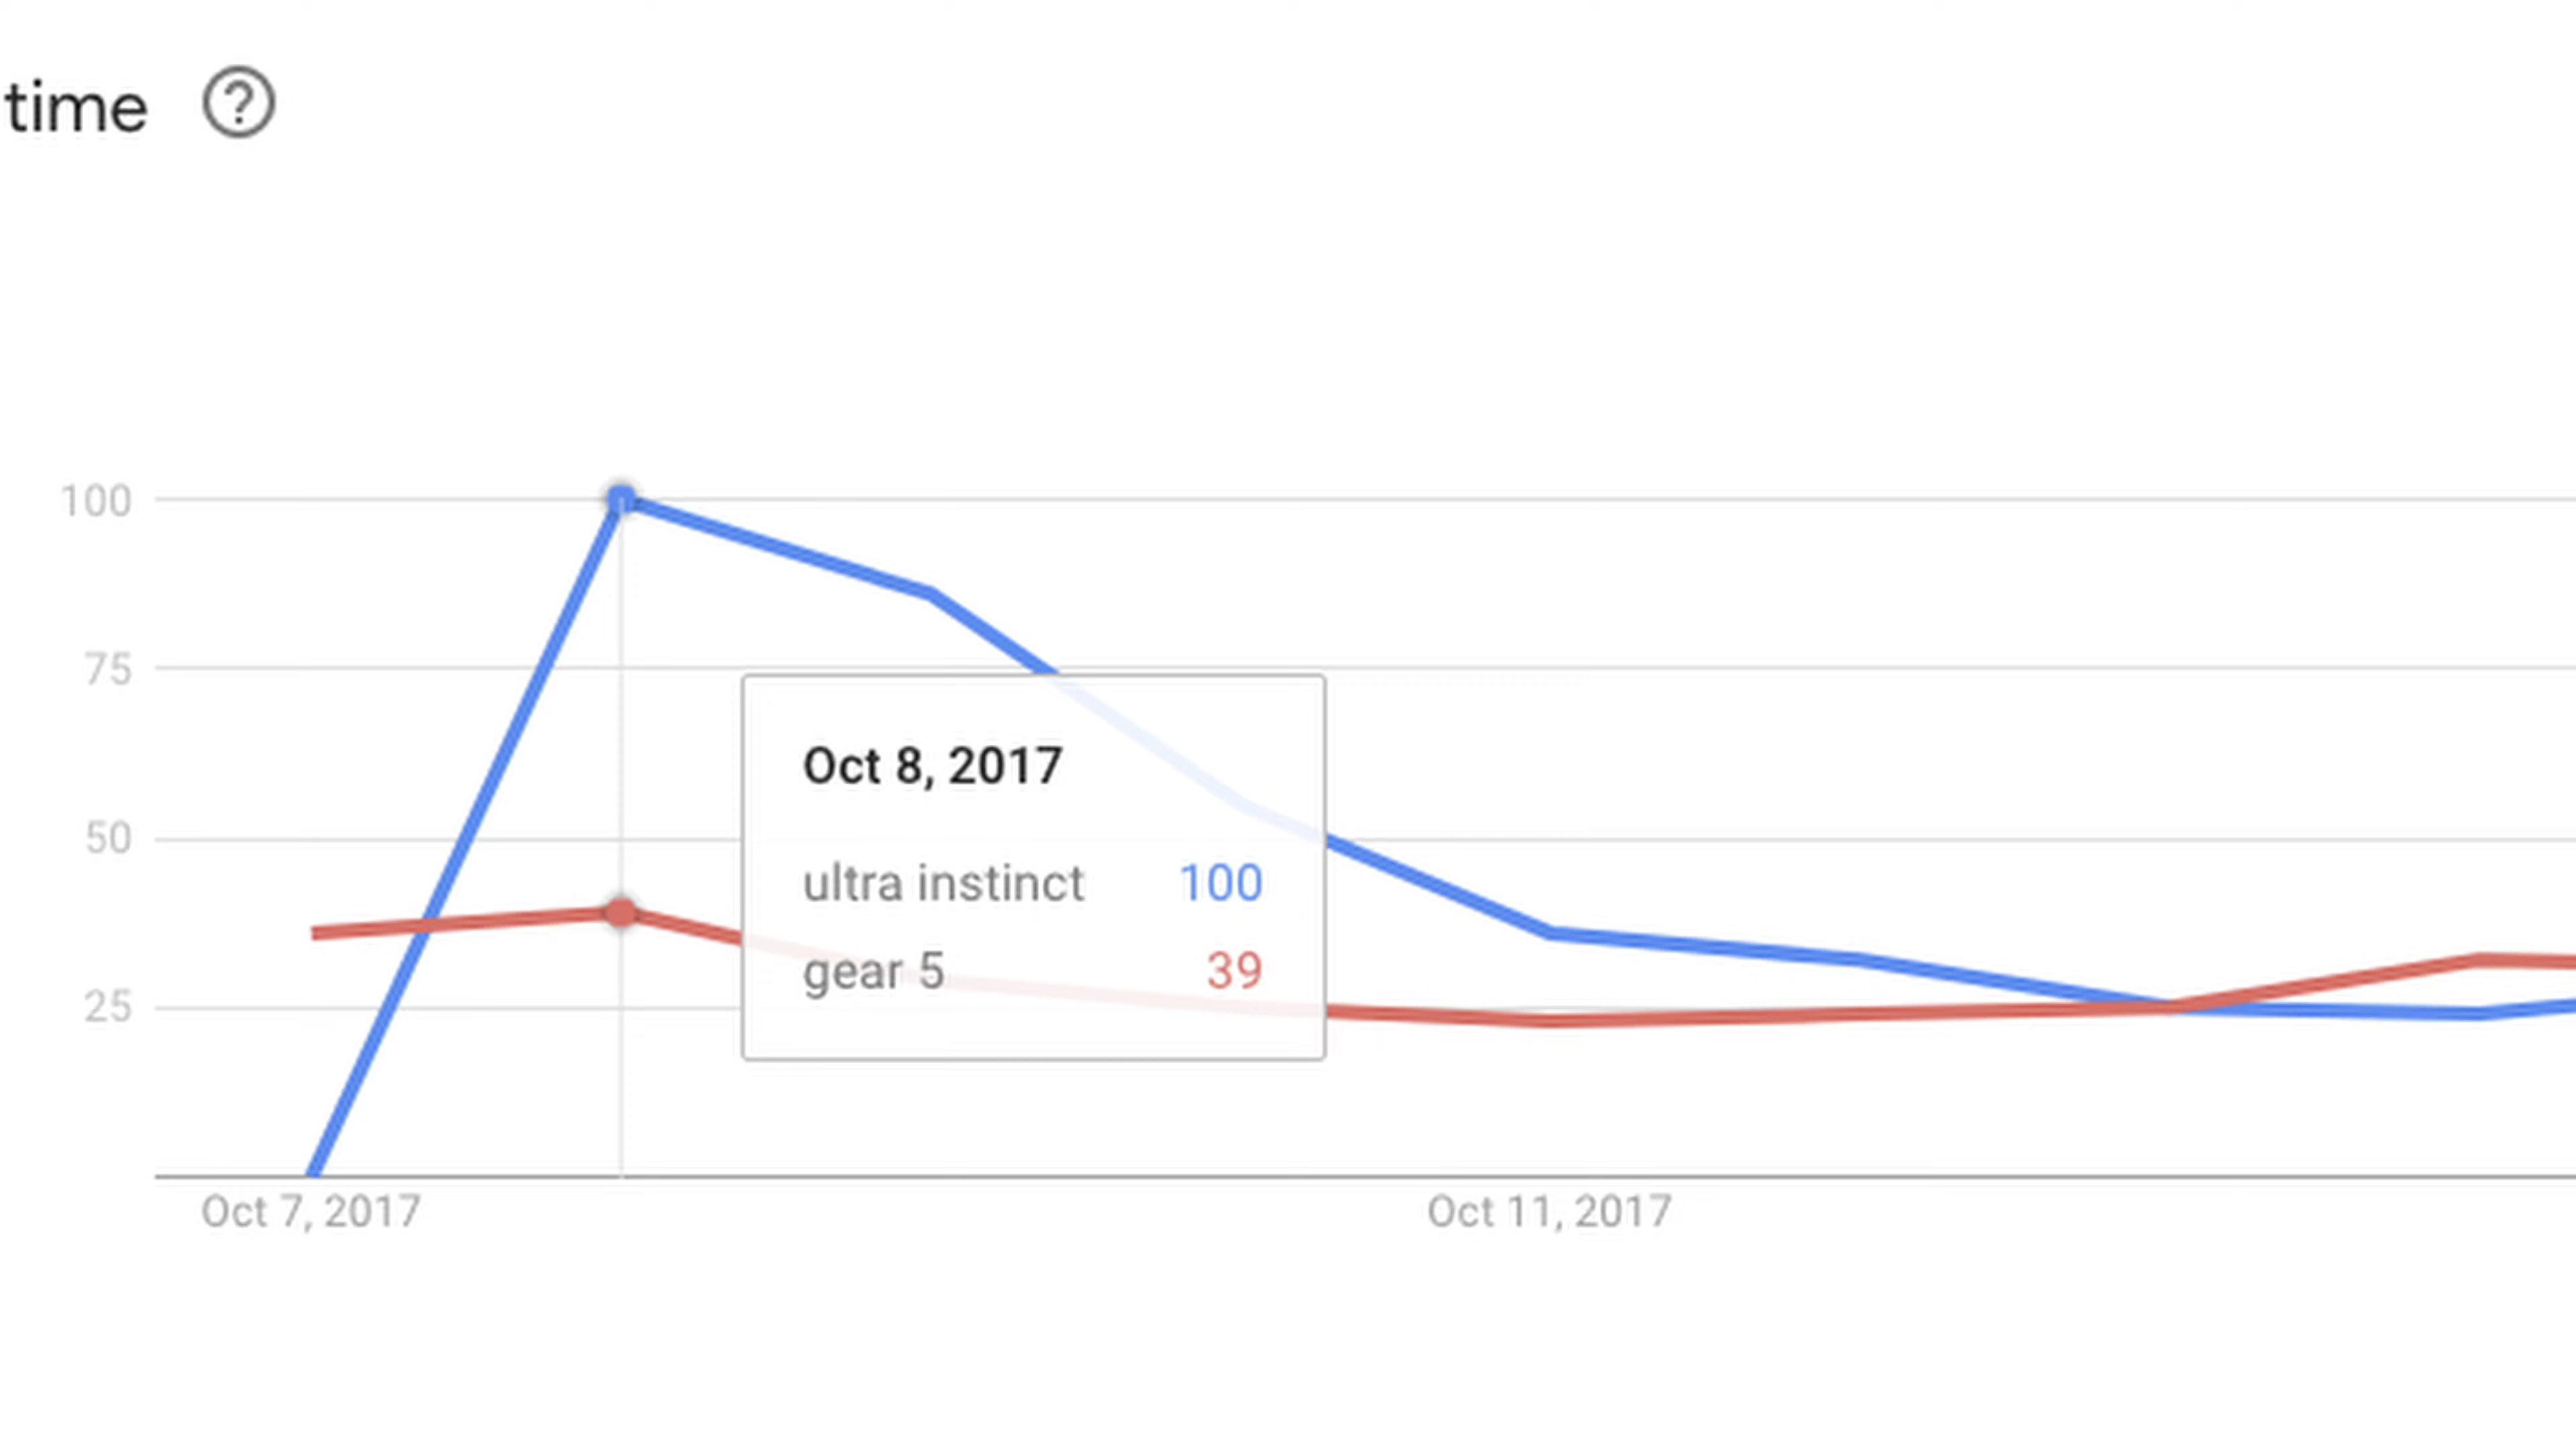 time ?
100
75
50
25
Oct 8, 2017
ultra instinct 100
gear 5 39
Oct 7, 2017 Oct 11, 2017